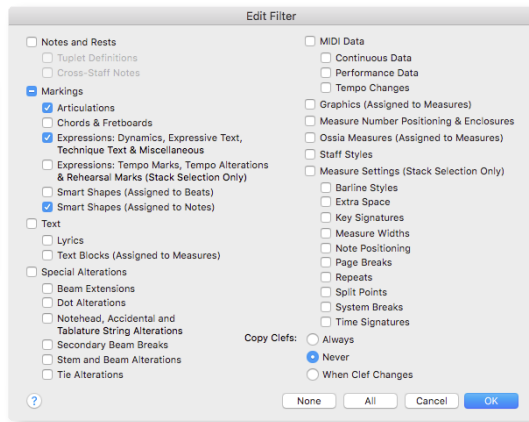 Edit Filter
Notes and Rests
Tuplet Definitions
Cross-Staff Notes
Markings
Articulations
Chords & Fretboards
Expressions: Dynamics, Expressive Text,
Technique Text & Miscellaneous
Expressions: Tempo Marks, Tempo Alterations
& Rehearsal Marks (Stack Selection Only)
Smart Shapes (Assigned to Beats)
Smart Shapes (Assigned to Notes)
Text
Lyrics
Text Blocks (Assigned to Measures)
Special Alterations
Beam Extensions
Dot Alterations
Notehead, Accidental and
Tablature String Alterations
Secondary Beam Breaks
Stem and Beam Alterations
Tie Alterations
MIDI Data
Continuous Data
Performance Data
Tempo Changes
Graphics (Assigned to Measures)
Measure Number Positioning & Enclosures
Ossia Measures (Assigned to Measures)
Staff Styles
Measure Settings (Stack Selection Only)
Barline Styles
Extra Space
Key Signatures
Measure Widths
Note Positioning
Page Breaks
Repeats
Split Points
System Breaks
Time Signatures
Copy Clefs: Always
Never
When Clef Changes
? None All Cancel OK